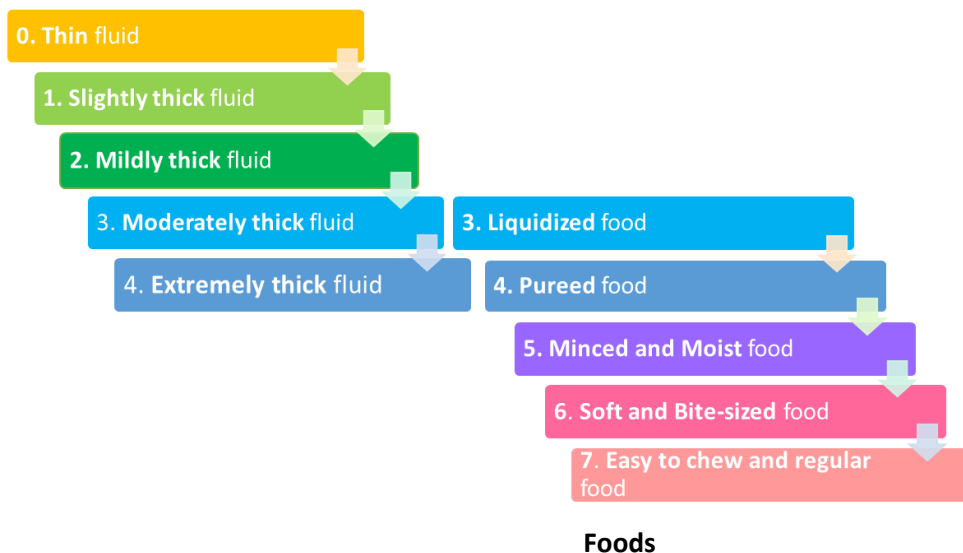 0. Thin fluid
1. Slightly thick fluid
2. Mildly thick fluid
3. Moderately thick fluid
3. Liquidized food
4. Extremely thick fluid
4. Pureed food
5. Minced and Moist food
6. Soft and Bite-sized food
7. Easy to chew and regular
food
Foods